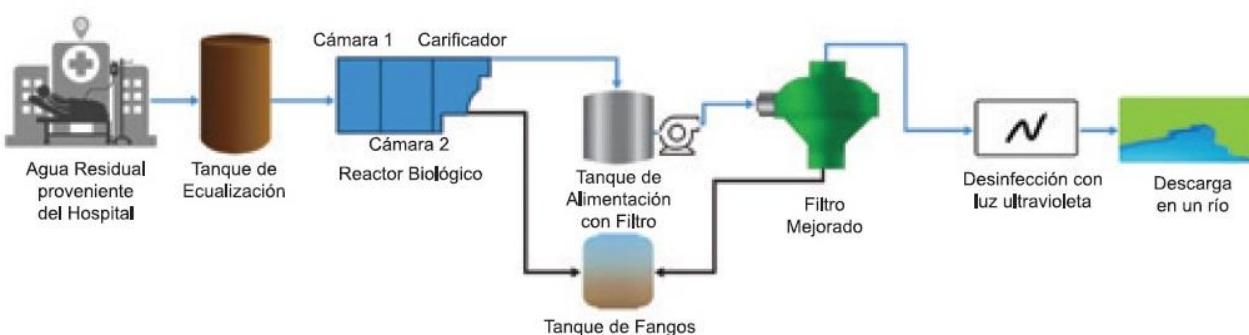 Cámara 1
Carificador
Cámara 2
Reactor Biológico
Agua Residual
proveniente
del Hospital
Tanque de
Ecualización
Tanque de
Alimentación
con Filtro
Filtro
Mejorado
Desinfección con
luz ultravioleta
Descarga
en un río
Tanque de Fangos